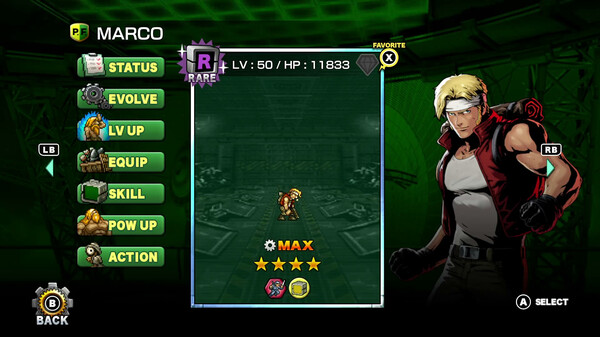 PF MARCO
FAVORITE
X
R
RARE
LV : 50 / HP : 11833
STATUS
EVOLVE
LV UP
LB
RB
EQUIP
SKILL
POW UP
MAX
ACTION
B
BACK
A SELECT